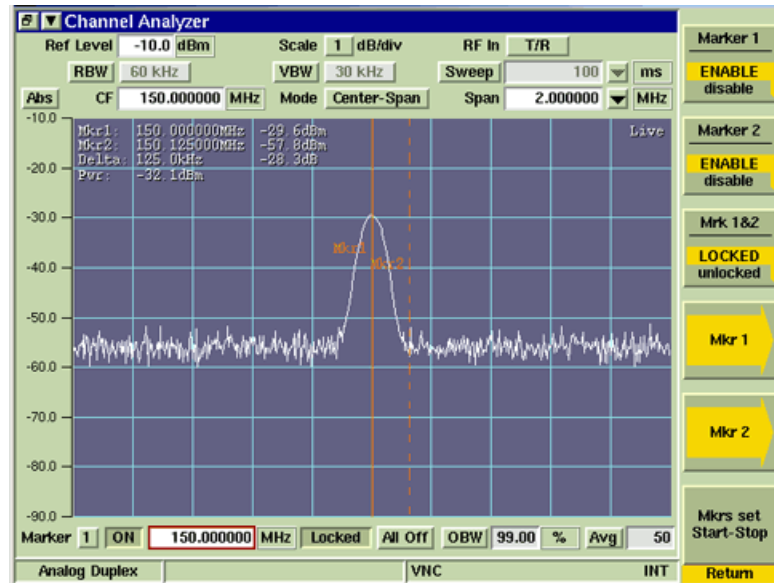 Channel Analyzer
Ref Level -10.0 dBm Scale 1 dB/div RF In T/R
RBW 60 kHz VBW 30 kHz Sweep 100 ms
Abs CF 150.000000 MHz Mode Center-Span Span 2.000000 MHz
-10.0
Mkr1: 150.000000MHz -29.6dBm
Live
Mkr2: 150.125000MHz -57.8dBm
Delta: 125.0kHz -28.3dB
Pwr: -32.1dBm
-20.0
-30.0
Mkr1
Mkr2
-40.0
-50.0
-60.0
-70.0
-80.0
-90.0
Marker 1 ON 150.000000 MHz Locked All Off OBW 99.00 % Avg 50
Analog Duplex VNC INT
Marker 1
ENABLE
disable
Marker 2
ENABLE
disable
Mrk 1&2
LOCKED
unlocked
Mkr 1
Mkr 2
Mkrs set
Start-Stop
Return